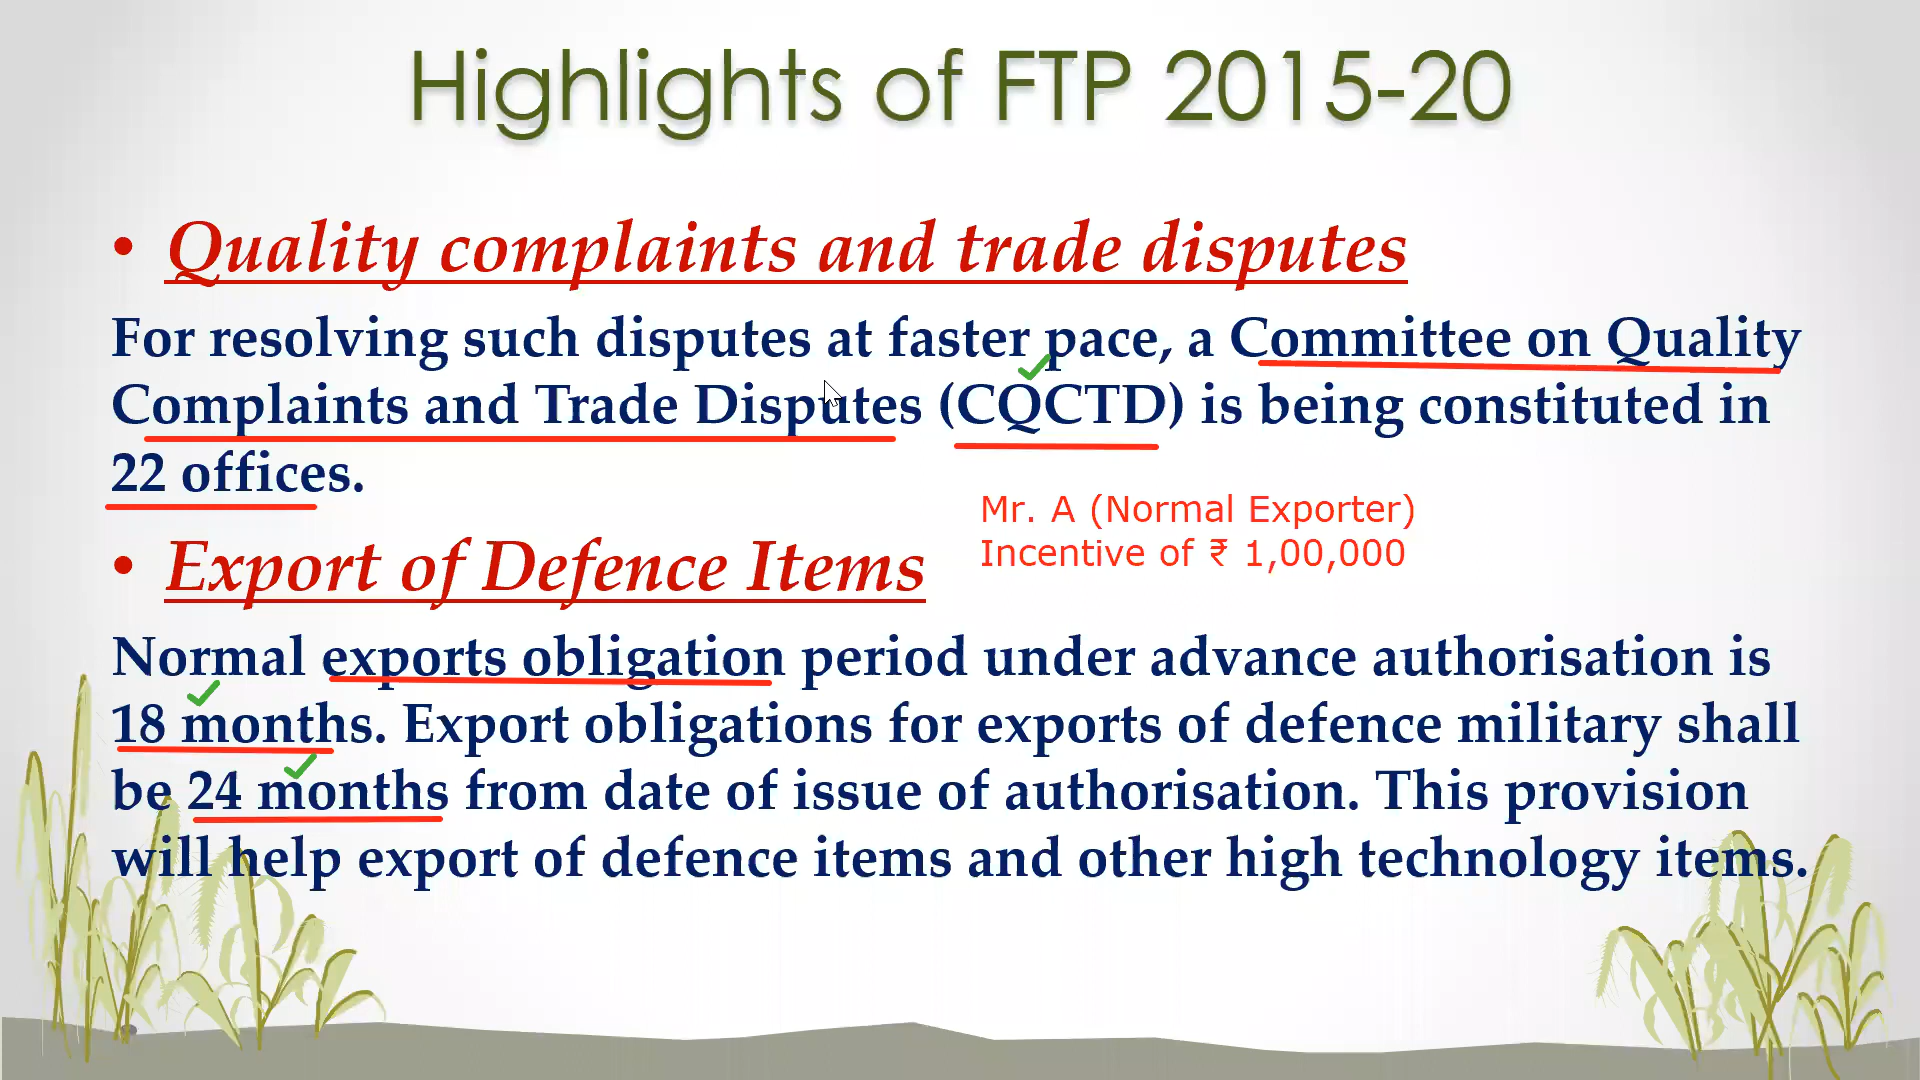 Highlights of FTP 2015-20
• Quality complaints and trade disputes
For resolving such disputes at faster pace, a Committee on Quality
Complaints and Trade Disputes (CQCTD) is being constituted in
22 offices.
Mr. A (Normal Exporter)
Incentive of ₹ 1,00,000
• Export of Defence Items
Normal exports obligation period under advance authorisation is
18 months. Export obligations for exports of defence military shall
be 24 months from date of issue of authorisation. This provision
will help export of defence items and other high technology items.